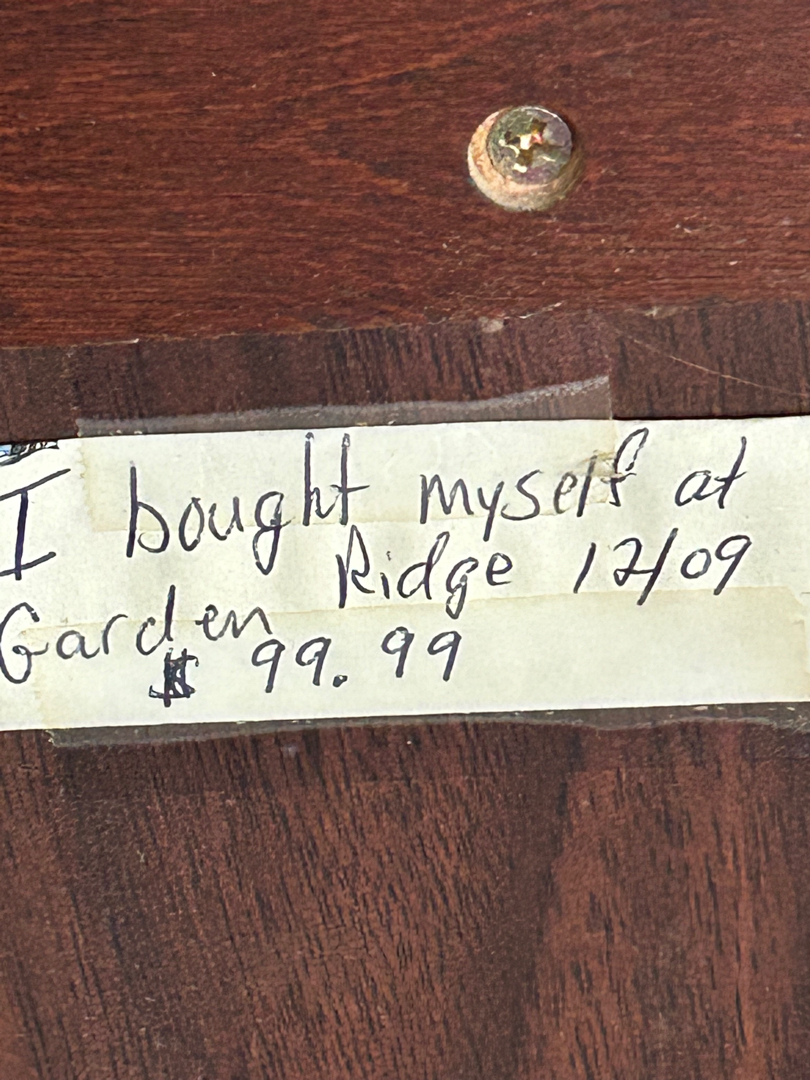 I bought myself at
Garden Ridge 12/09
$ 99.99